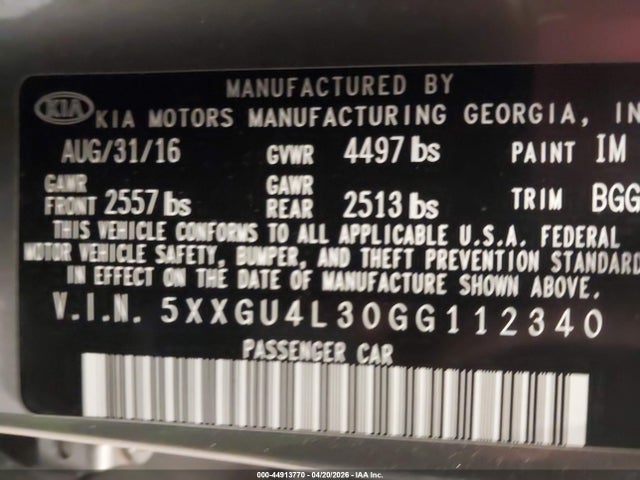 MANUFACTURED BY
KIA KIA MOTORS MANUFACTURING GEORGIA, IN
AUG/31/16 GVWR 4497 lbs PAINT IM
GAWR FRONT 2557 lbs GAWR REAR 2513 lbs TRIM BGG
THIS VEHICLE CONFORMS TO ALL APPLICABLE U.S.A. FEDERAL
MOTOR VEHICLE SAFETY, BUMPER, AND THEFT PREVENTION STANDARD
IN EFFECT ON THE DATE OF MANUFACTURE SHOWN ABOVE.
V.I.N. 5XXGU4L30GG112340
PASSENGER CAR
000-44913770 - 04/20/2026 - IAA Inc.